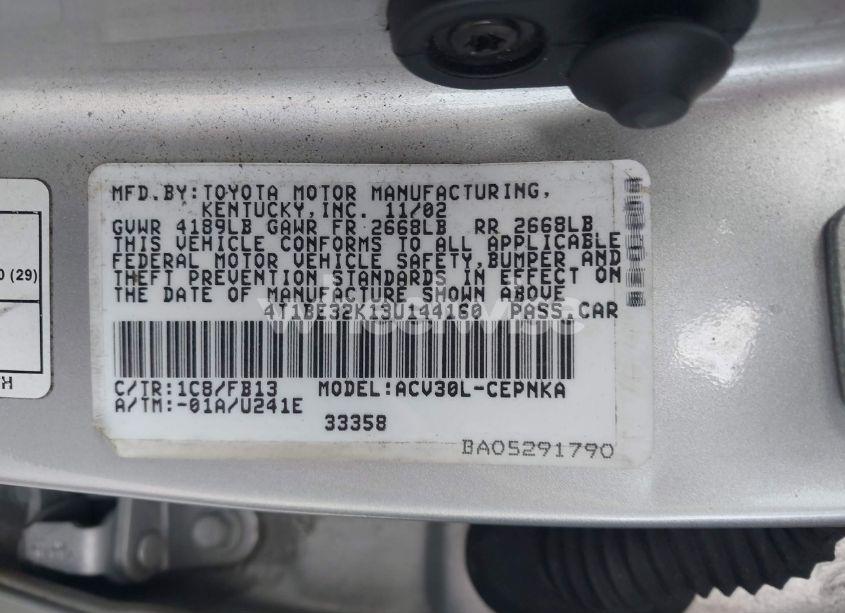 MFD.BY:TOYOTA MOTOR MANUFACTURING,
KENTUCKY,INC. 11/02
GVWR 4189LB GAWR FR 2668LB RR 2668LB
THIS VEHICLE CONFORMS TO ALL APPLICABLE
FEDERAL MOTOR VEHICLE SAFETY,BUMPER AND
THEFT PREVENTION STANDARDS IN EFFECT ON
THE DATE OF MANUFACTURE SHOWN ABOVE
4T1BE32K13U144160 PASS.CAR
C/TR:1C8/FB13 MODEL:ACV30L-CEPNKA
A/TM:-01A/U241E
33358
BA05291790
0 (29)